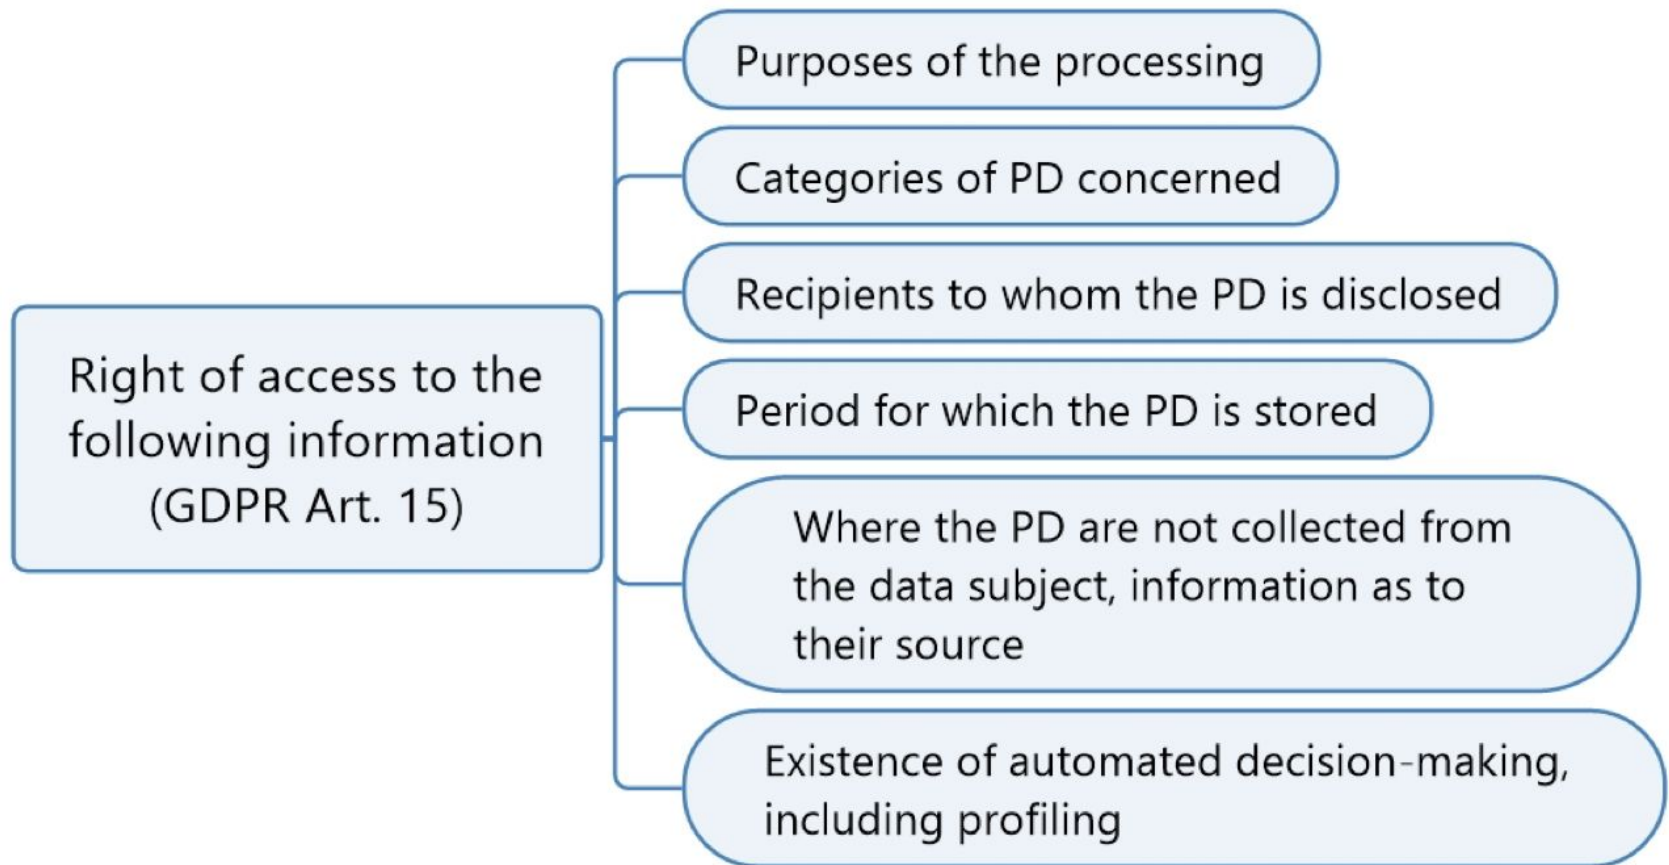 Right of access to the
following information
(GDPR Art. 15)
Purposes of the processing
Categories of PD concerned
Recipients to whom the PD is disclosed
Period for which the PD is stored
Where the PD are not collected from
the data subject, information as to
their source
Existence of automated decision-making,
including profiling